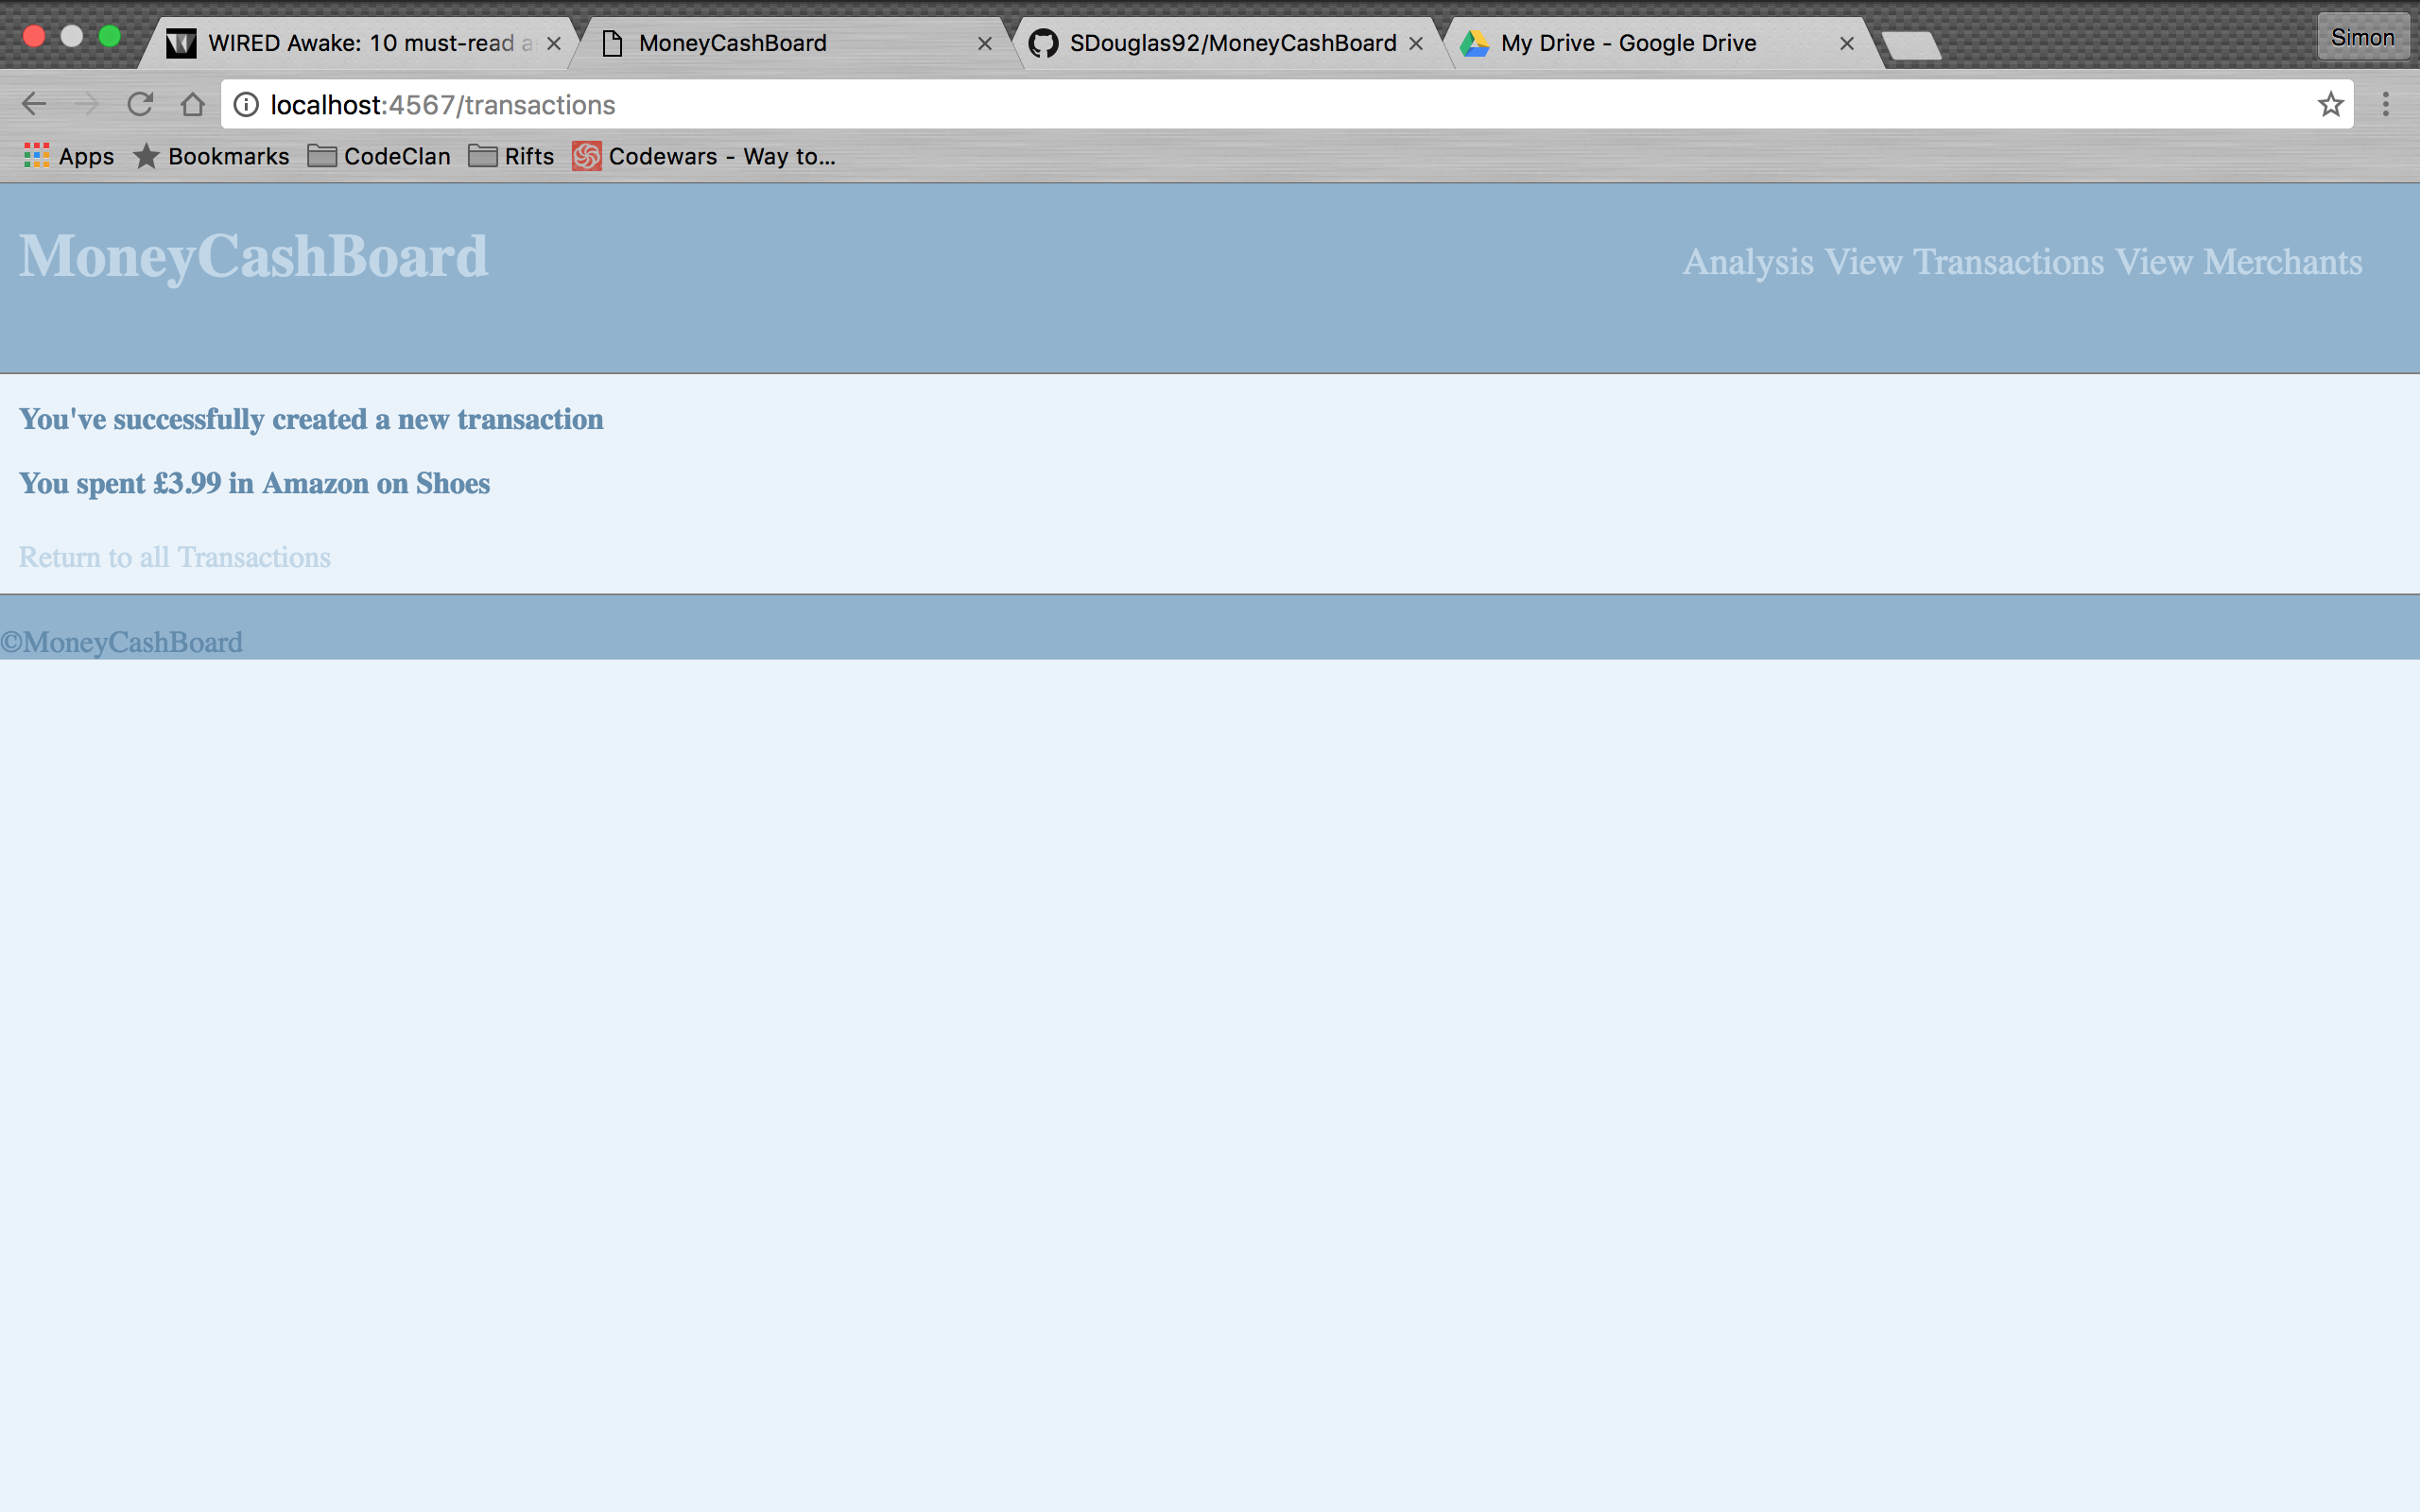 WIRED Awake: 10 must-read a
MoneyCashBoard
SDouglas92/MoneyCashBoard
My Drive - Google Drive
Simon
localhost:4567/transactions
Apps
Bookmarks
CodeClan
Rifts
Codewars - Way to...
MoneyCashBoard
Analysis View Transactions View Merchants
You've successfully created a new transaction
You spent £3.99 in Amazon on Shoes
Return to all Transactions
©MoneyCashBoard